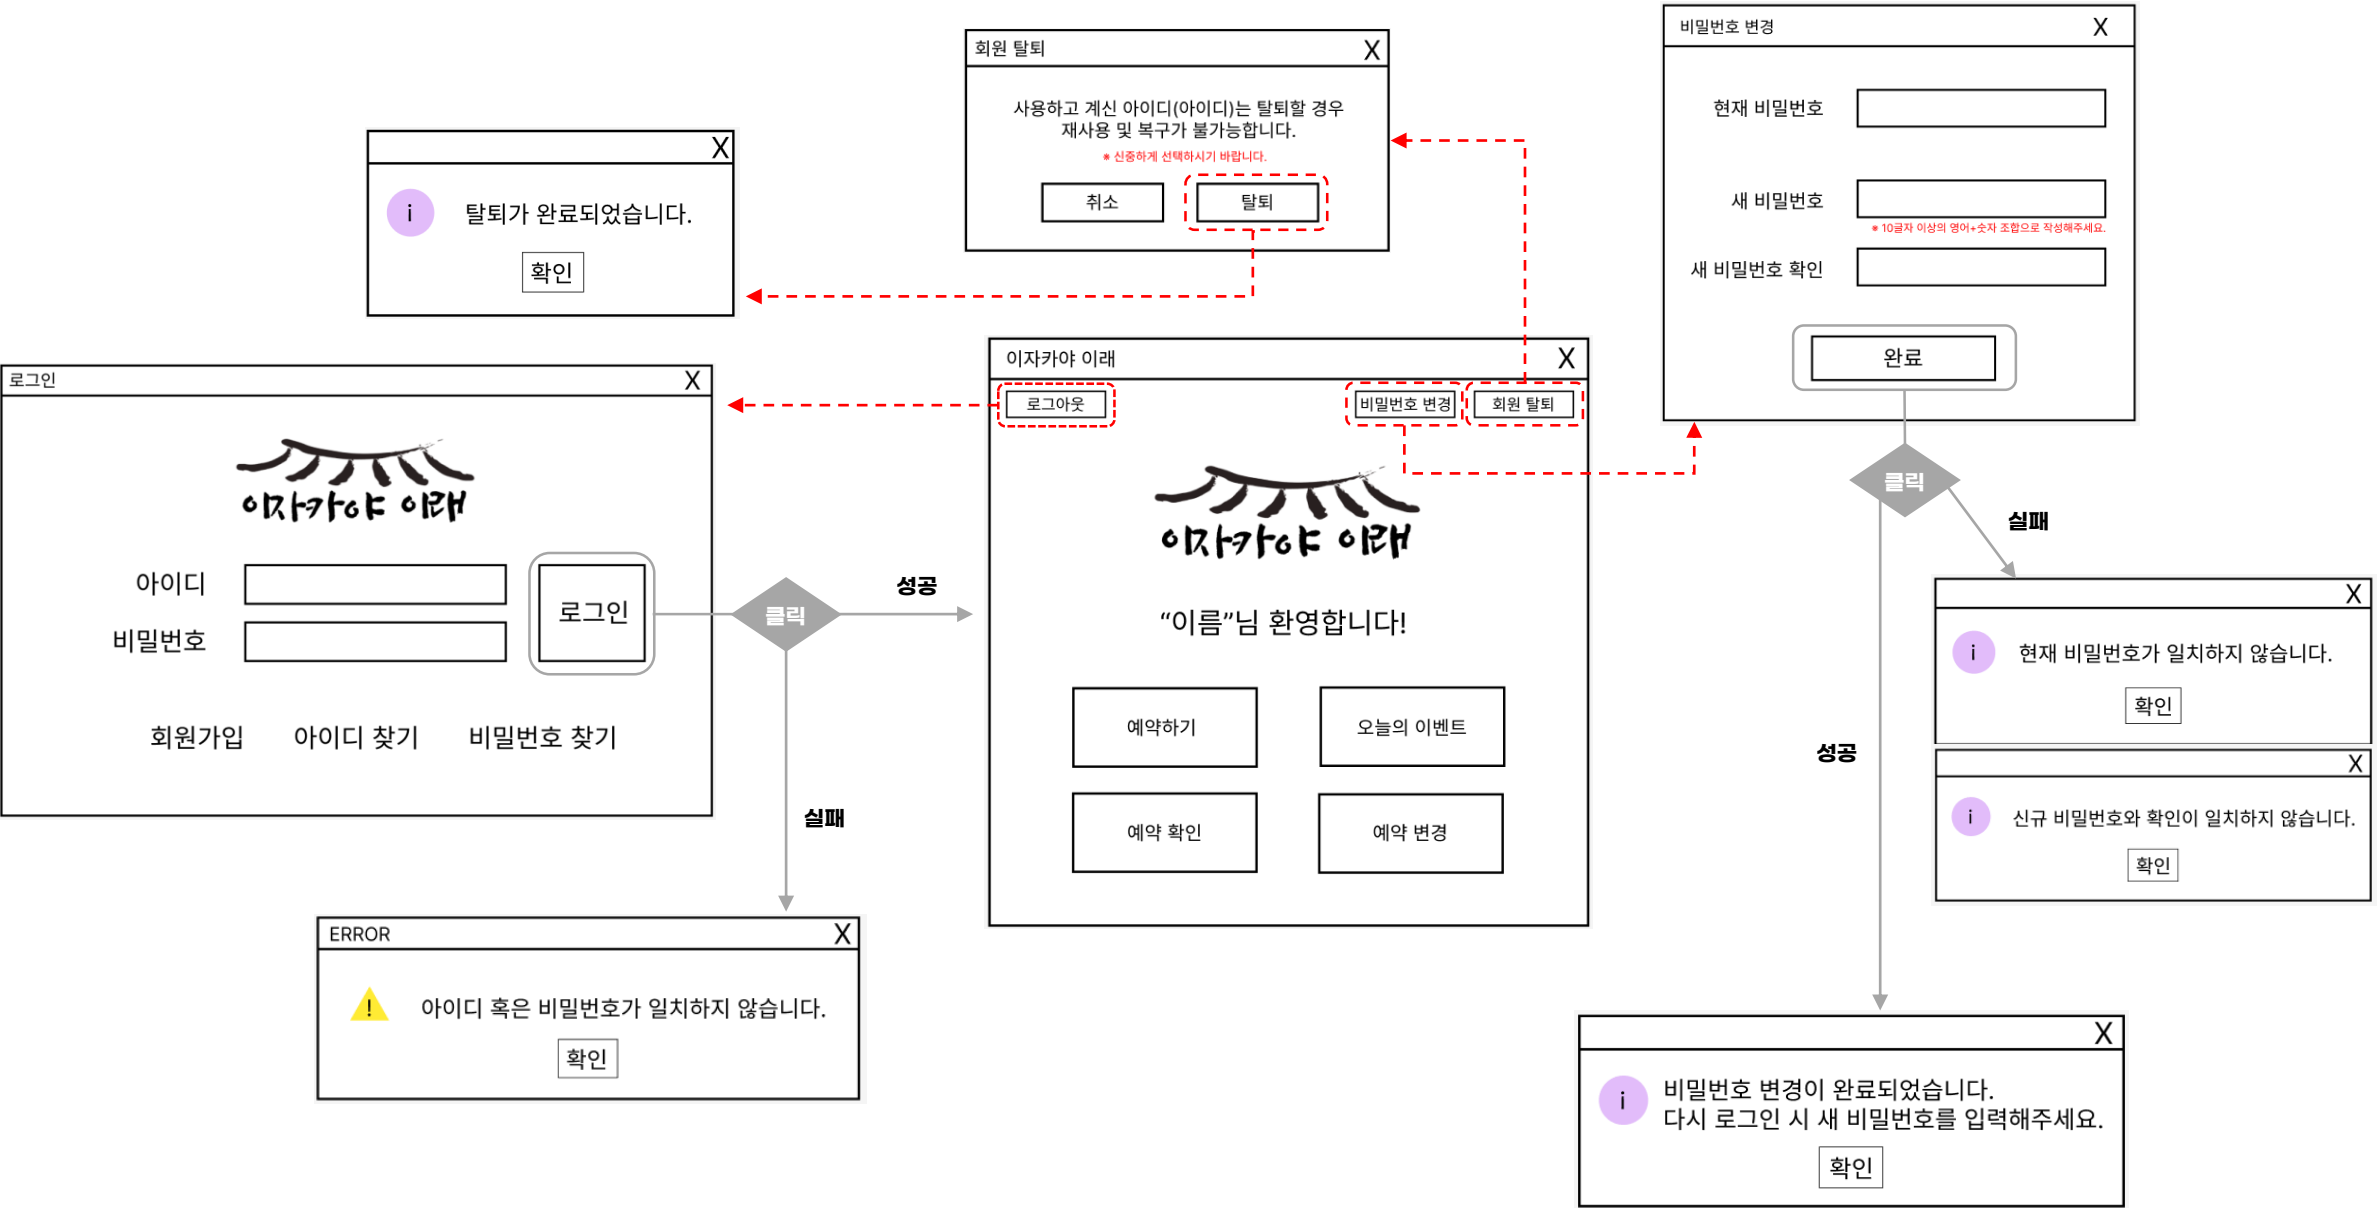 회원 탈퇴
X
사용하고 계신 아이디(아이디)는 탈퇴할 경우
재사용 및 복구가 불가능합니다.
※ 신중하게 선택하시기 바랍니다.
취소
탈퇴
X
i
탈퇴가 완료되었습니다.
확인
비밀번호 변경
X
현재 비밀번호
새 비밀번호
※ 10글자 이상의 영어+숫자 조합으로 작성해주세요.
새 비밀번호 확인
완료
클릭
실패
성공
로그인
X
이자카야 이래
아이디
비밀번호
로그인
회원가입
아이디 찾기
비밀번호 찾기
클릭
성공
실패
이자카야 이래
X
로그아웃
비밀번호 변경
회원 탈퇴
이자카야 이래
“이름”님 환영합니다!
예약하기
오늘의 이벤트
예약 확인
예약 변경
X
i
현재 비밀번호가 일치하지 않습니다.
확인
X
i
신규 비밀번호와 확인이 일치하지 않습니다.
확인
ERROR
X
!
아이디 혹은 비밀번호가 일치하지 않습니다.
확인
X
i
비밀번호 변경이 완료되었습니다.
다시 로그인 시 새 비밀번호를 입력해주세요.
확인